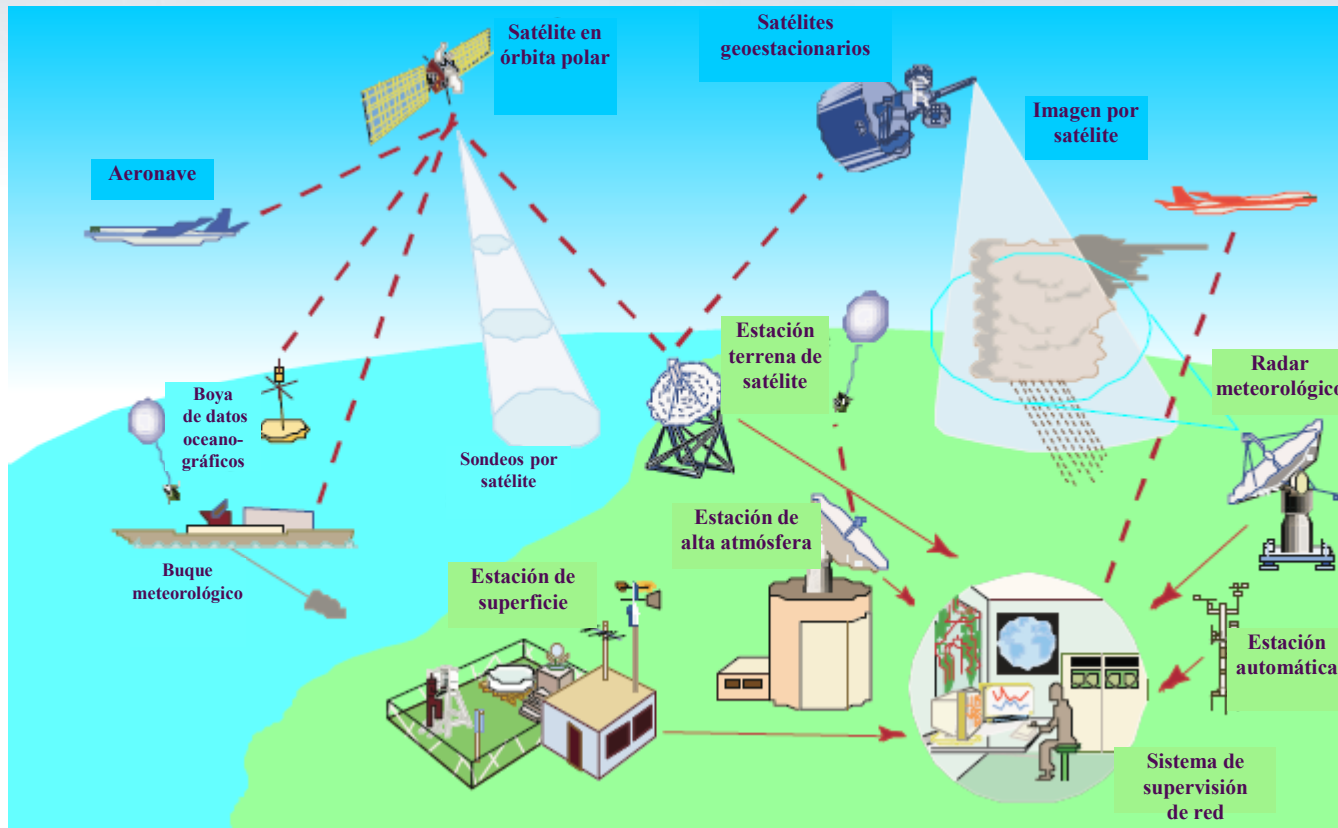 Satélite en
órbita polar
Satélites
geoestacionarios
Imagen por
satélite
Aeronave
Estación
terrena de
satélite
Radar
meteorológico
Boya
de datos
oceano-
gráficos
Sondeos por
satélite
Estación de
alta atmósfera
Buque
meteorológico
Estación de
superficie
Estación
automática
Sistema de
supervisión
de red